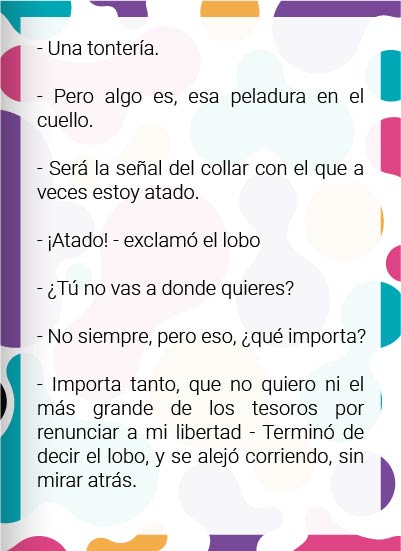 - Una tontería.
- Pero algo es, esa peladura en el
cuello.
- Será la señal del collar con el que a
veces estoy atado.
- ¡Atado! - exclamó el lobo
- ¿Tú no vas a donde quieres?
- No siempre, pero eso, ¿qué importa?
- Importa tanto, que no quiero ni el
más grande de los tesoros por
renunciar a mi libertad - Terminó de
decir el lobo, y se alejó corriendo, sin
mirar atrás.